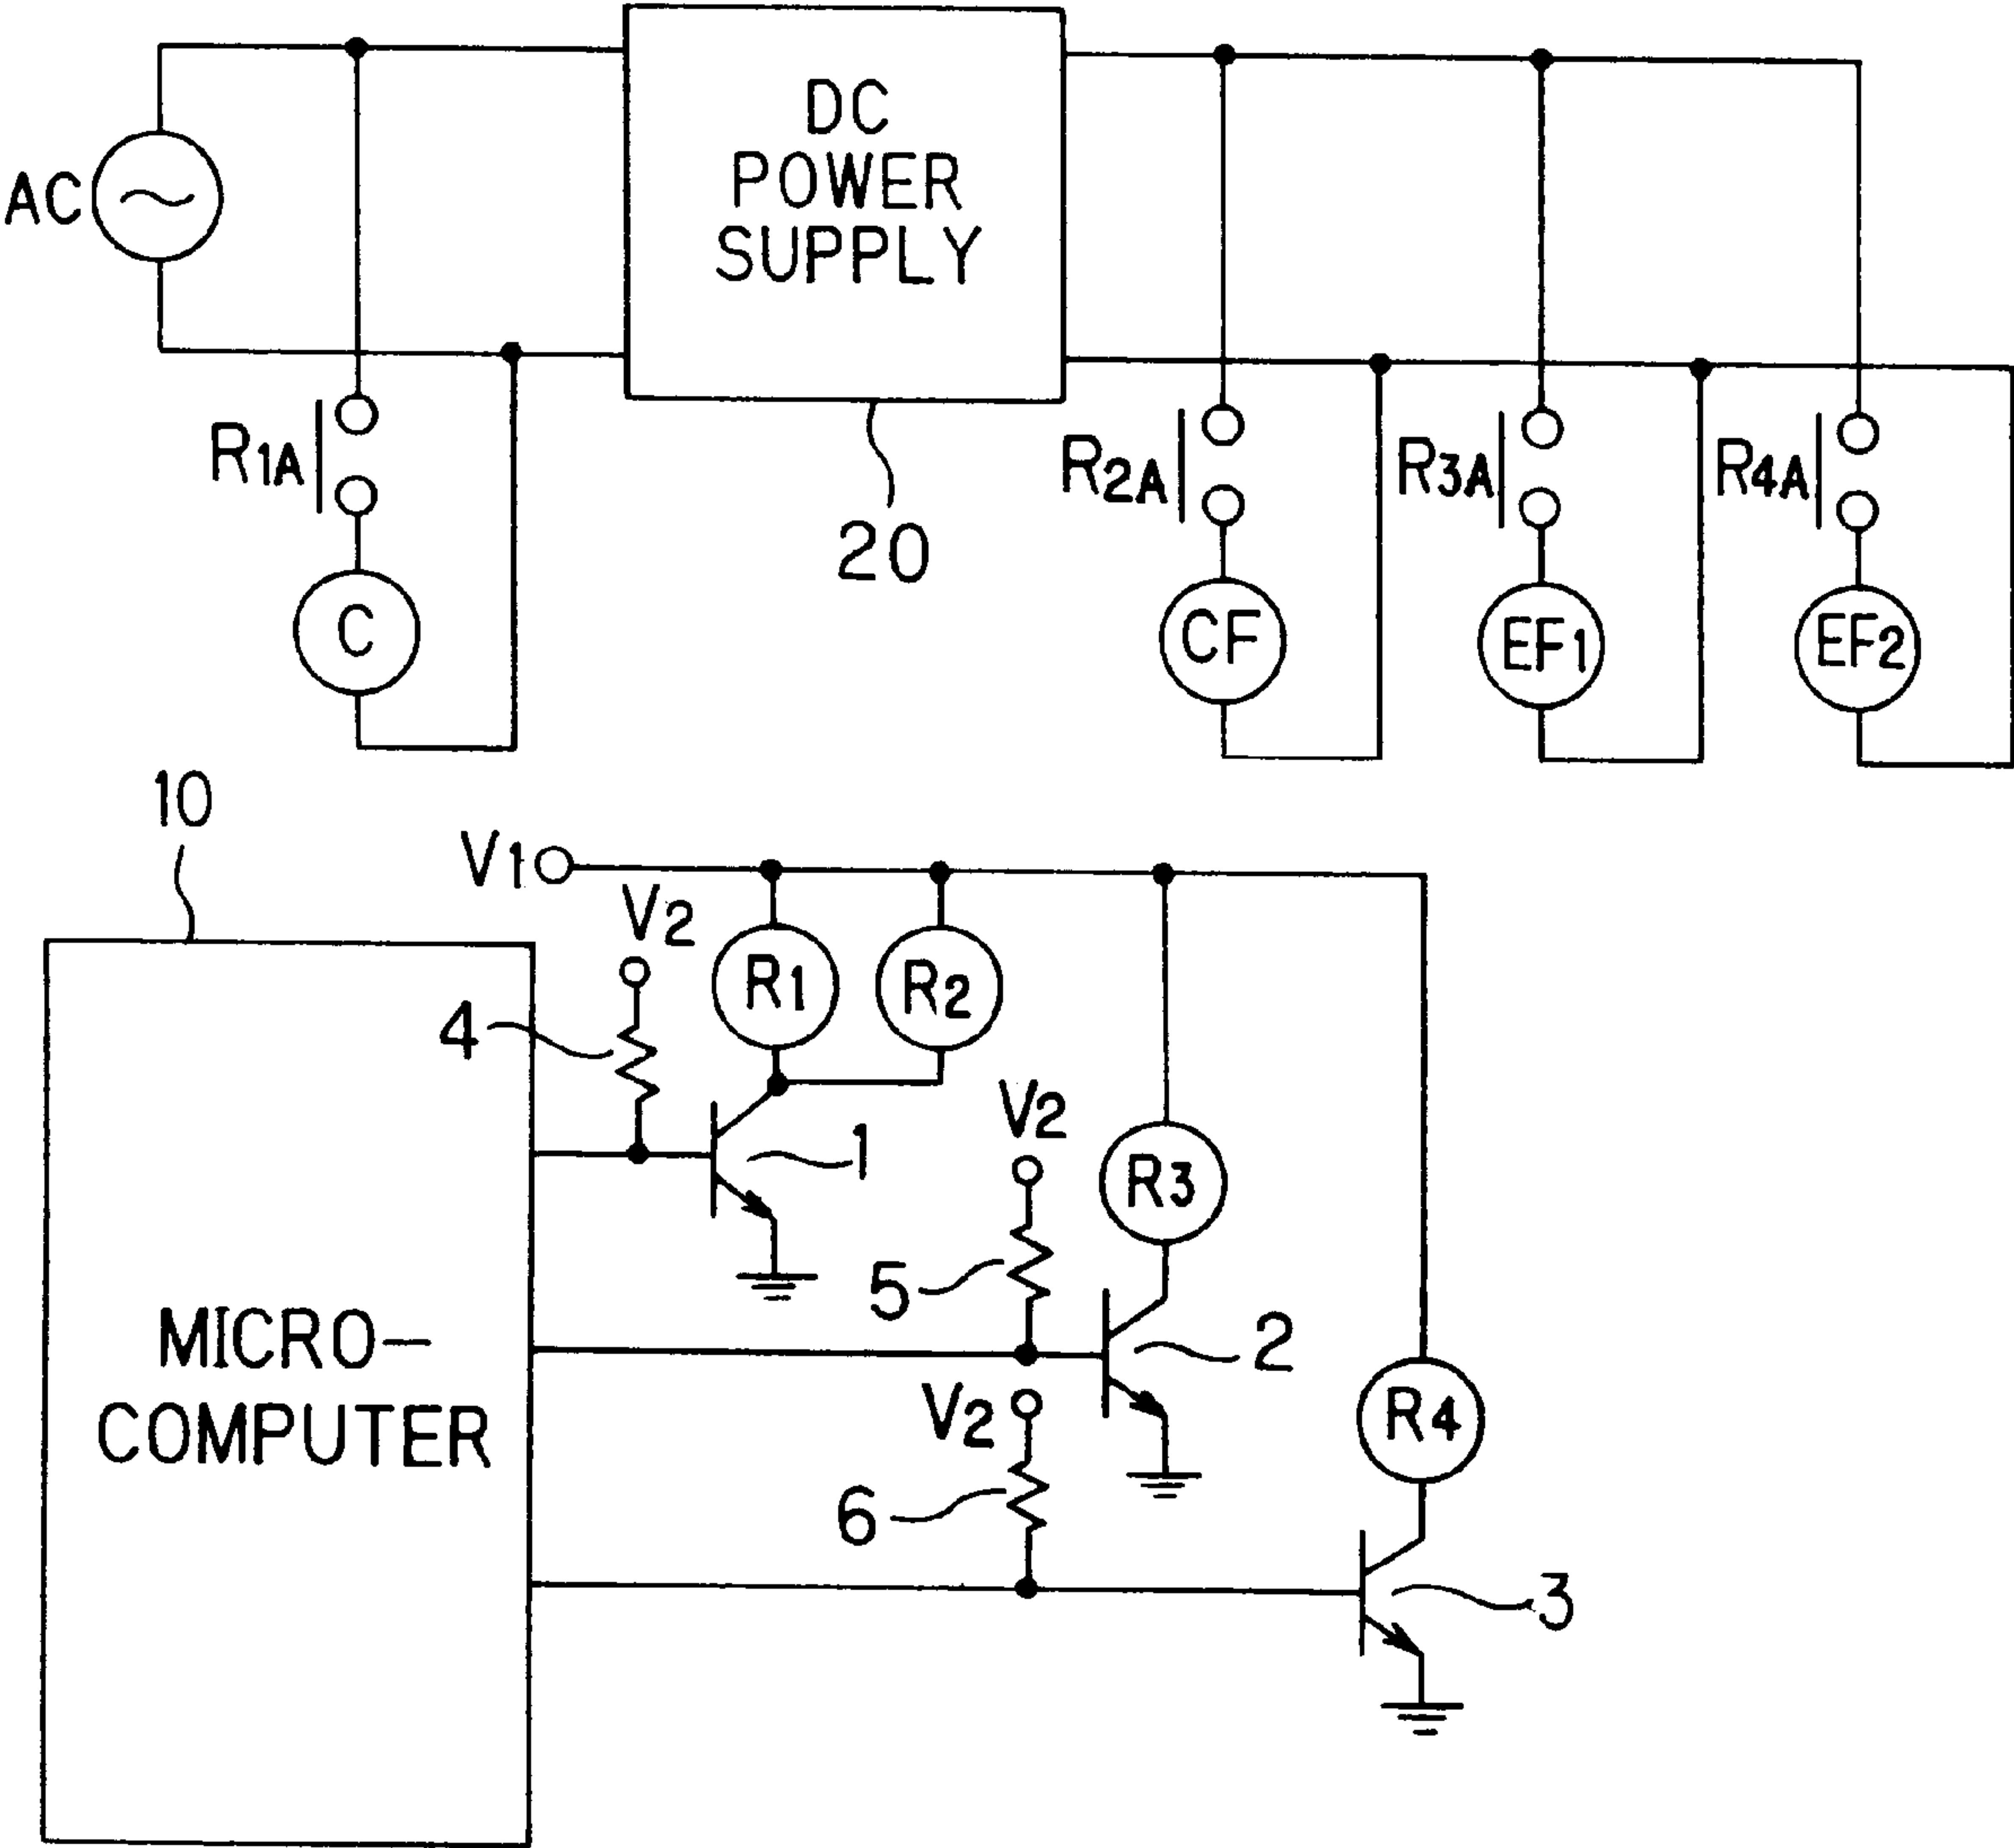 DC
POWER
SUPPLY
AC
R1A
R2A
R3A
R4A
20
C
CF
EF1
EF2
10
V1
V2
R1
R2
4
V2
1
R3
5
2
MICRO-
COMPUTER
V2
R4
6
3